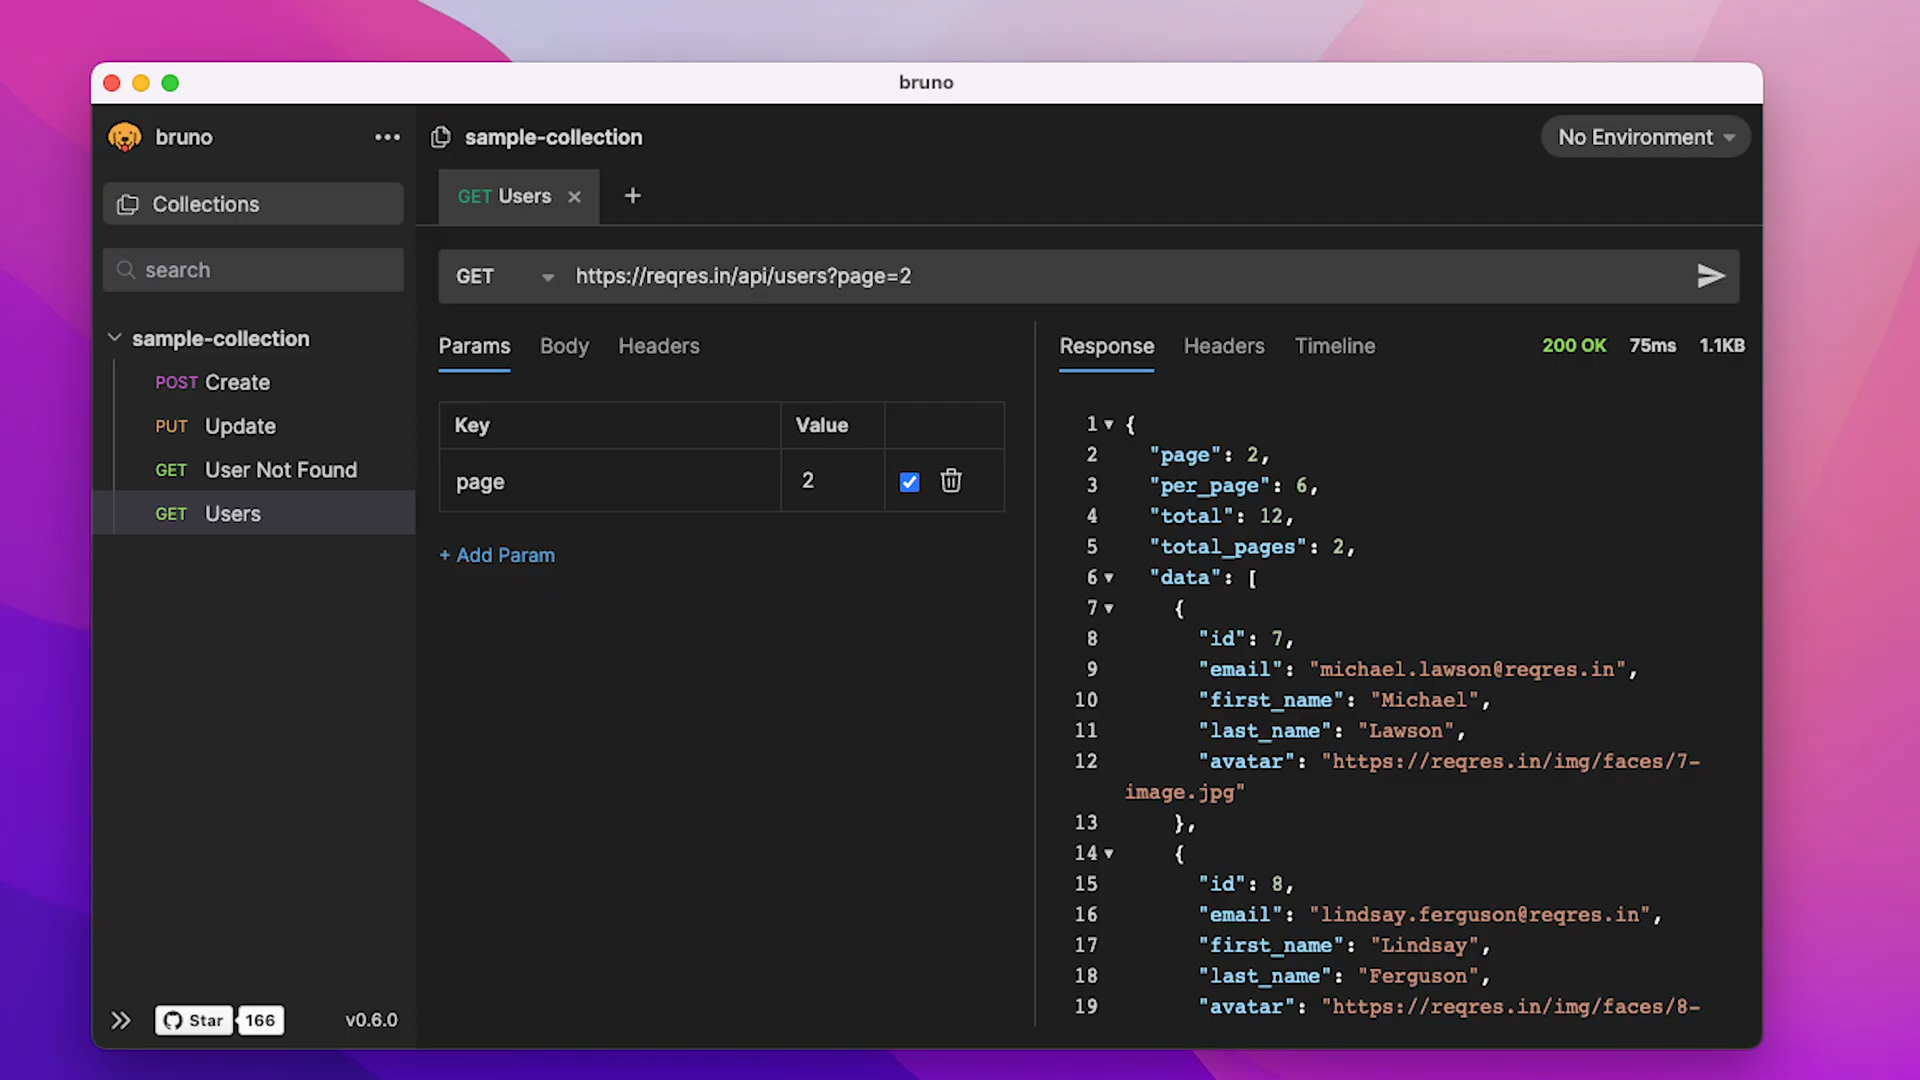 bruno
bruno
sample-collection
No Environment
Collections
GET Users
search
GET
https://reqres.in/api/users?page=2
sample-collection
POST Create
PUT Update
GET User Not Found
GET Users
Params Body Headers
Key Value
page 2
+ Add Param
Response Headers Timeline 200 OK 75ms 1.1KB
1 {
2 "page": 2,
3 "per_page": 6,
4 "total": 12,
5 "total_pages": 2,
6 "data": [
7 {
8 "id": 7,
9 "email": "michael.lawson@reqres.in",
10 "first_name": "Michael",
11 "last_name": "Lawson",
12 "avatar": "https://reqres.in/img/faces/7-
image.jpg"
13 },
14 {
15 "id": 8,
16 "email": "lindsay.ferguson@reqres.in",
17 "first_name": "Lindsay",
18 "last_name": "Ferguson",
19 "avatar": "https://reqres.in/img/faces/8-
Star 166
v0.6.0